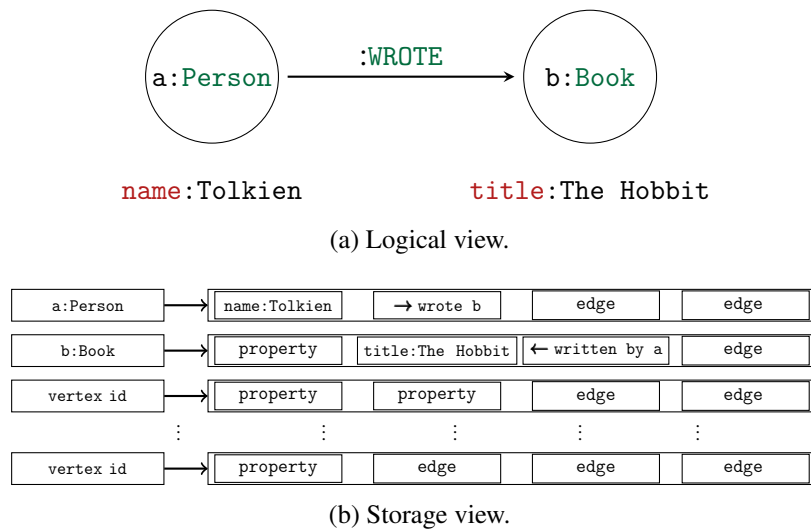 :WROTE
a:Person
b:Book
name:Tolkien
title:The Hobbit
(a) Logical view.
a:Person name:Tolkien → wrote b edge edge
b:Book property title:The Hobbit ← written by a edge
vertex id property property edge edge
⋮ ⋮ ⋮ ⋮ ⋮
vertex id property edge edge edge
(b) Storage view.